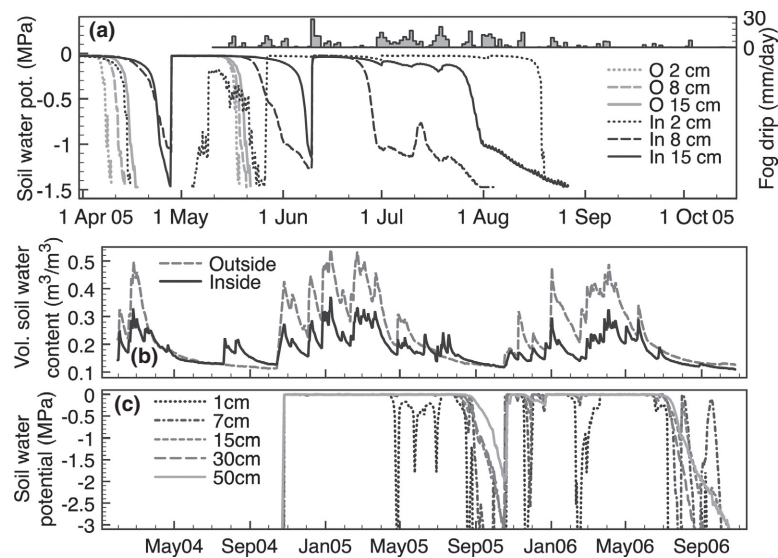 (a)
30
0
Fog drip (mm/day)
Soil water pot. (MPa)
0
-0.5
-1
-1.5
O 2 cm
O 8 cm
O 15 cm
In 2 cm
In 8 cm
In 15 cm
1 Apr 05
1 May
1 Jun
1 Jul
1 Aug
1 Sep
1 Oct 05
Vol. soil water
content (m³/m³)
0.5
0.4
0.3
0.2
0.1
Outside
Inside
(b)
(c)
Soil water
potential (MPa)
0
-0.5
-1
-1.5
-2
-2.5
-3
1cm
7cm
15cm
30cm
50cm
May04
Sep04
Jan05
May05
Sep05
Jan06
May06
Sep06